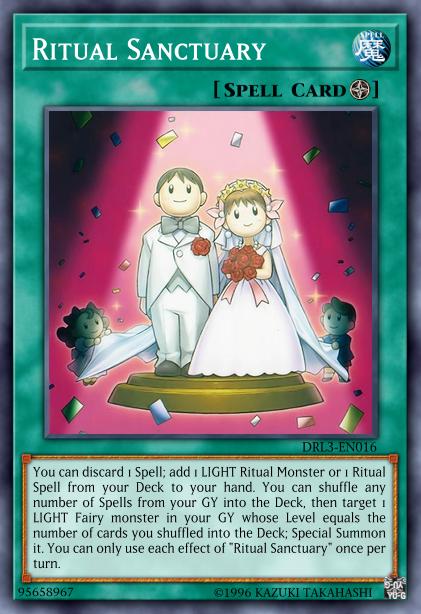 RITUAL SANCTUARY
SPELL
魔
[SPELL CARD]
DRL3-EN016
You can discard 1 Spell; add 1 LIGHT Ritual Monster or 1 Ritual
Spell from your Deck to your hand. You can shuffle any
number of Spells from your GY into the Deck, then target 1
LIGHT Fairy monster in your GY whose Level equals the
number of cards you shuffled into the Deck; Special Summon
it. You can only use each effect of "Ritual Sanctuary" once per
turn.
95658967
©1996 KAZUKI TAKAHASHI